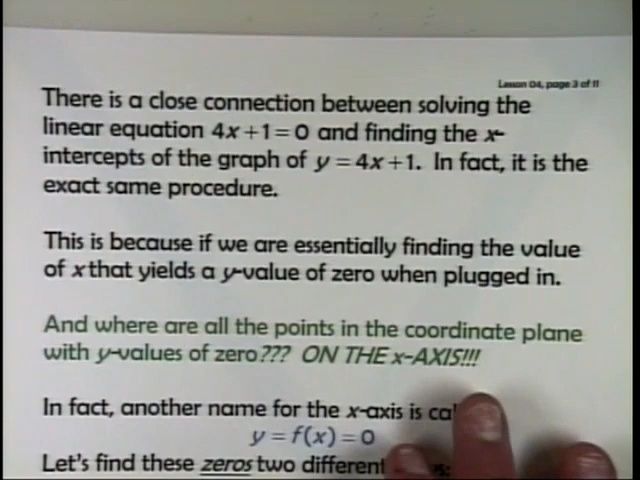 Lesson 04, page 3 of 11
There is a close connection between solving the
linear equation 4x+1=0 and finding the x-
intercepts of the graph of y=4x+1. In fact, it is the
exact same procedure.
This is because if we are essentially finding the value
of x that yields a y-value of zero when plugged in.
And where are all the points in the coordinate plane
with y-values of zero??? ON THE x-AXIS!!!
In fact, another name for the x-axis is
y=f(x)=0
Let's find these zeros two different